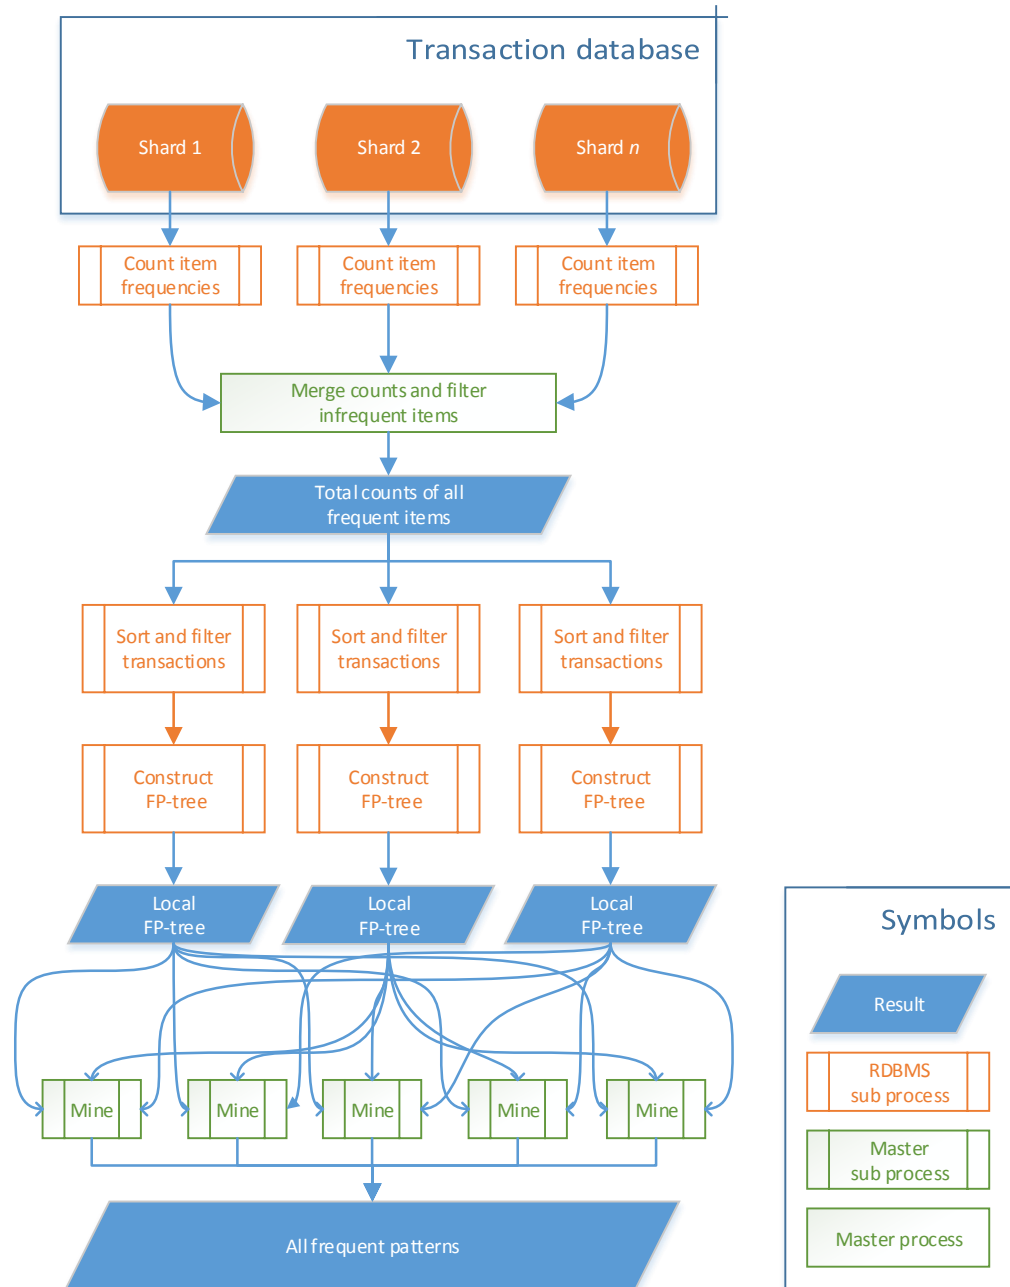 Transaction database
Shard 1
Shard 2
Shard n
Count item
frequencies
Count item
frequencies
Count item
frequencies
Merge counts and filter
infrequent items
Total counts of all
frequent items
Sort and filter
transactions
Sort and filter
transactions
Sort and filter
transactions
Construct
FP-tree
Construct
FP-tree
Construct
FP-tree
Local
FP-tree
Local
FP-tree
Local
FP-tree
Mine
Mine
Mine
Mine
Mine
All frequent patterns
Symbols
Result
RDBMS
sub process
Master
sub process
Master process